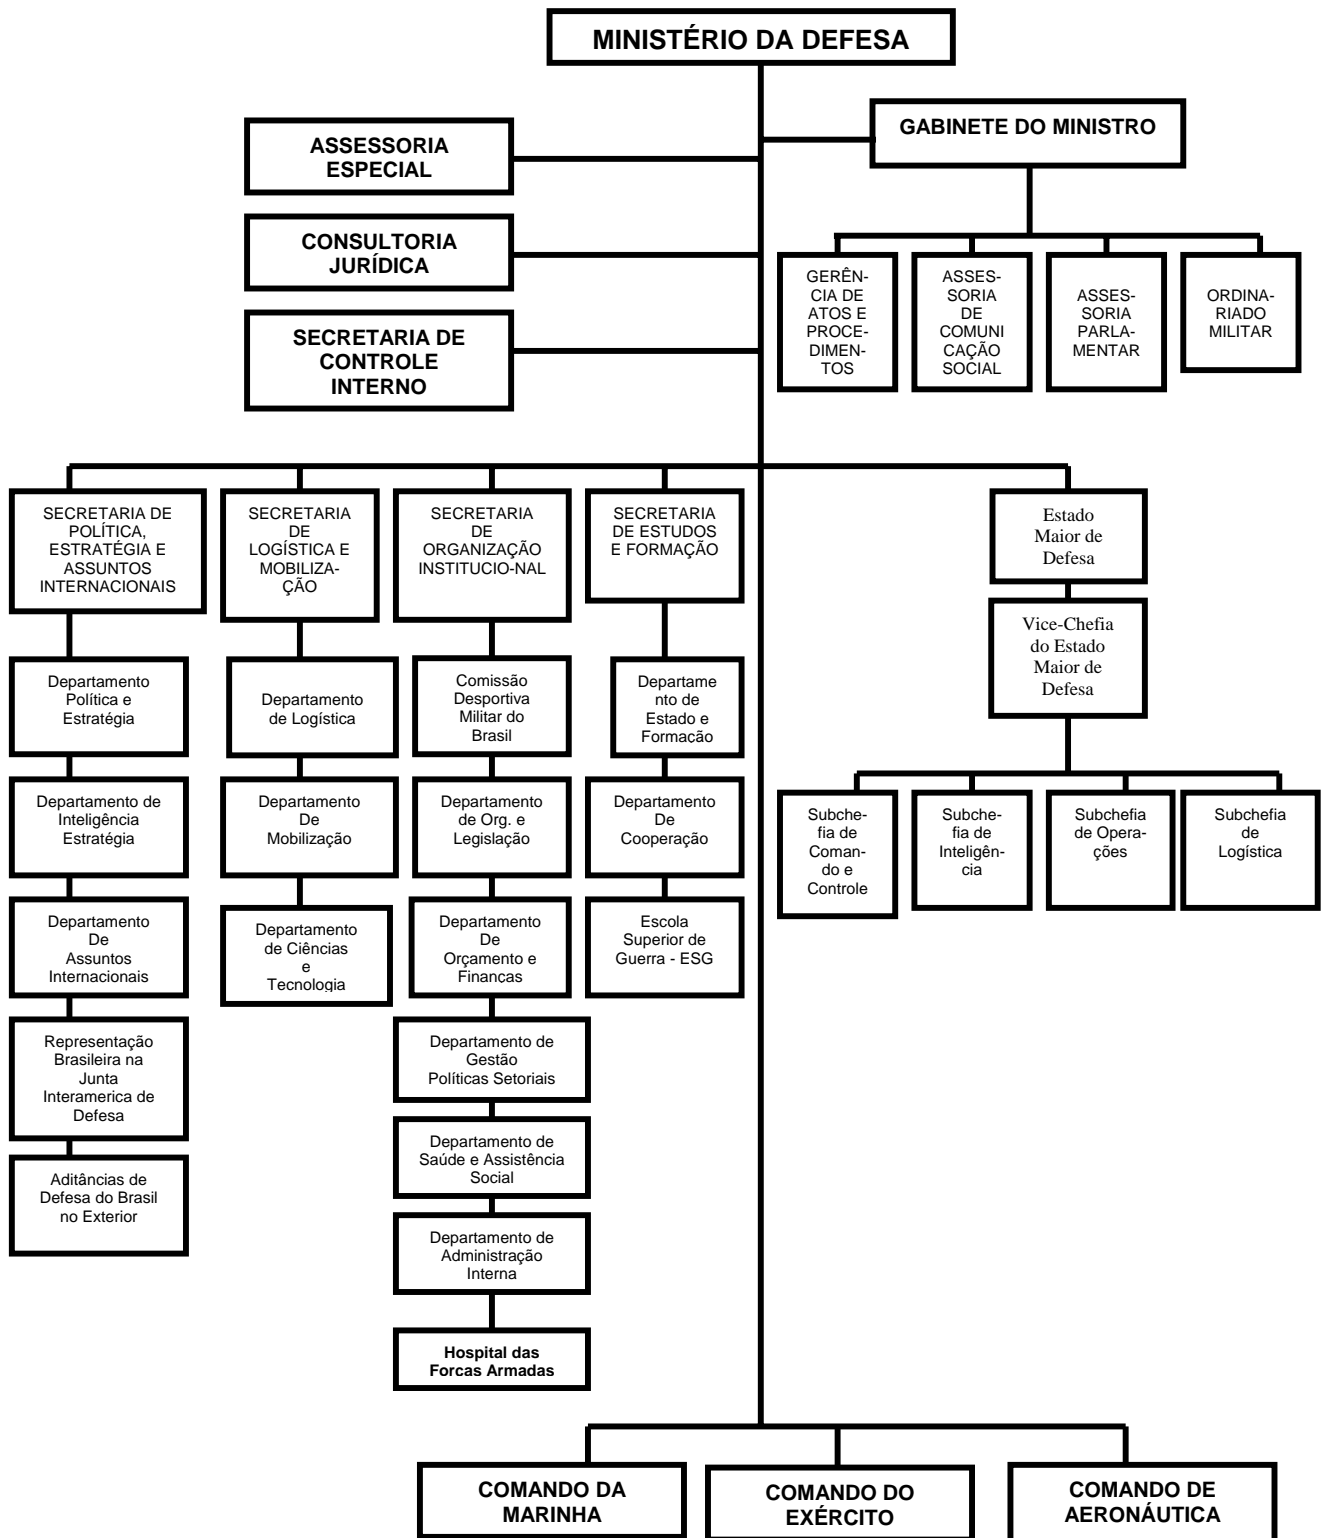 MINISTÉRIO DA DEFESA
GABINETE DO MINISTRO
ASSESSORIA
ESPECIAL
CONSULTORIA
JURÍDICA
SECRETARIA DE
CONTROLE
INTERNO
GERÊN-
CIA DE
ATOS E
PROCE-
DIMEN-
TOS
ASSES-
SORIA
DE
COMUNI
CAÇÃO
SOCIAL
ASSES-
SORIA
PARLA-
MENTAR
ORDINA-
RIADO
MILITAR
SECRETARIA DE
POLÍTICA,
ESTRATÉGIA E
ASSUNTOS
INTERNACIONAIS
SECRETARIA
DE
LOGÍSTICA E
MOBILIZA-
ÇÃO
SECRETARIA
DE
ORGANIZAÇÃO
INSTITUCIO-NAL
SECRETARIA
DE ESTUDOS
E FORMAÇÃO
Estado
Maior de
Defesa
Vice-Chefia
do Estado
Maior de
Defesa
Departamento
Política e
Estratégia
Departamento
de Logística
Comissão
Desportiva
Militar do
Brasil
Departame
nto de
Estado e
Formação
Departamento de
Inteligência
Estratégia
Departamento
De
Mobilização
Departamento
de Org. e
Legislação
Departamento
De
Cooperação
Subche-
fia de
Coman-
do e
Controle
Subche-
fia de
Inteligên-
cia
Subchefia
de Opera-
ções
Subchefia
de
Logística
Departamento
De
Assuntos
Internacionais
Departamento
de Ciências
e
Tecnologia
Departamento
De
Orçamento e
Finanças
Escola
Superior de
Guerra - ESG
Representação
Brasileira na
Junta
Interamerica de
Defesa
Departamento de
Gestão
Políticas Setoriais
Aditâncias de
Defesa do Brasil
no Exterior
Departamento de
Saúde e Assistência
Social
Departamento de
Administração
Interna
Hospital das
Forcas Armadas
COMANDO DA
MARINHA
COMANDO DO
EXÉRCITO
COMANDO DE
AERONÁUTICA